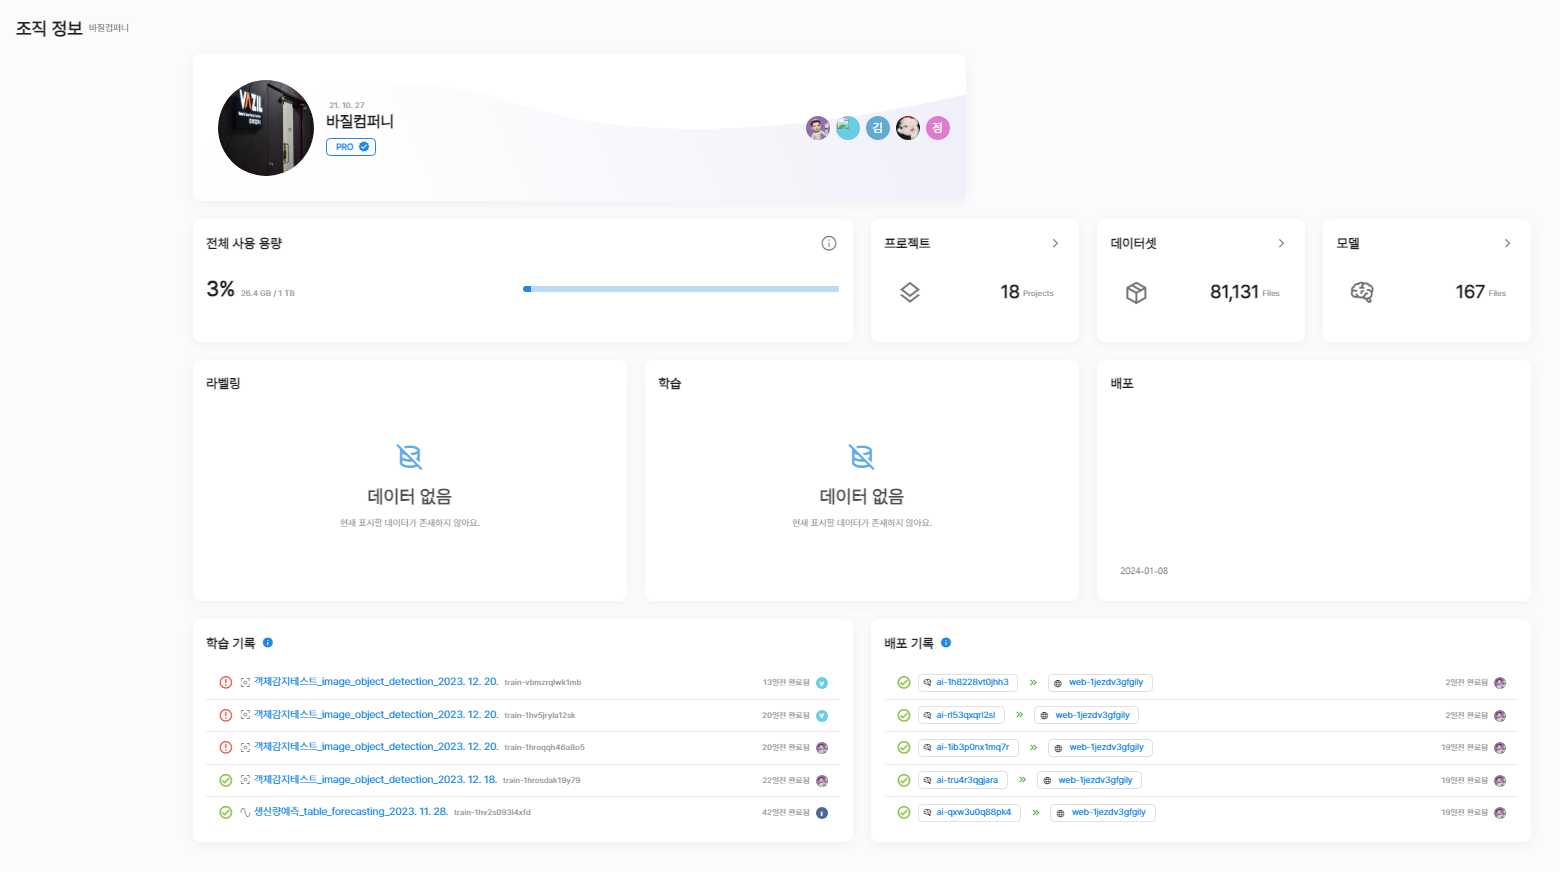 조직 정보 바질컴퍼니
VAZIL
21. 10. 27
바질컴퍼니
PRO
김
정
전체 사용 용량
3% 26.4 GB / 1 TB
프로젝트
18 Projects
데이터셋
81,131 Files
모델
167 Files
라벨링
데이터 없음
현재 표시할 데이터가 존재하지 않아요.
학습
데이터 없음
현재 표시할 데이터가 존재하지 않아요.
배포
2024-01-08
학습 기록
객체감지테스트_image_object_detection_2023. 12. 20. train-vbmzrqlwk1mb 13일전 완료됨 V
객체감지테스트_image_object_detection_2023. 12. 20. train-1hv5jryla12sk 20일전 완료됨 V
객체감지테스트_image_object_detection_2023. 12. 20. train-1hroqqh46a8o5 20일전 완료됨
객체감지테스트_image_object_detection_2023. 12. 18. train-1hrosdak19y79 22일전 완료됨
생산량예측_table_forecasting_2023. 11. 28. train-1hv2s093l4xfd 42일전 완료됨
배포 기록
ai-1h8228vt0jhh3 » web-1jezdv3gfgily 2일전 완료됨
ai-rl53qxqrl2sl » web-1jezdv3gfgily 2일전 완료됨
ai-1ib3p0nx1mq7r » web-1jezdv3gfgily 19일전 완료됨
ai-tru4r3qgjara » web-1jezdv3gfgily 19일전 완료됨
ai-qxw3u0q88pk4 » web-1jezdv3gfgily 19일전 완료됨